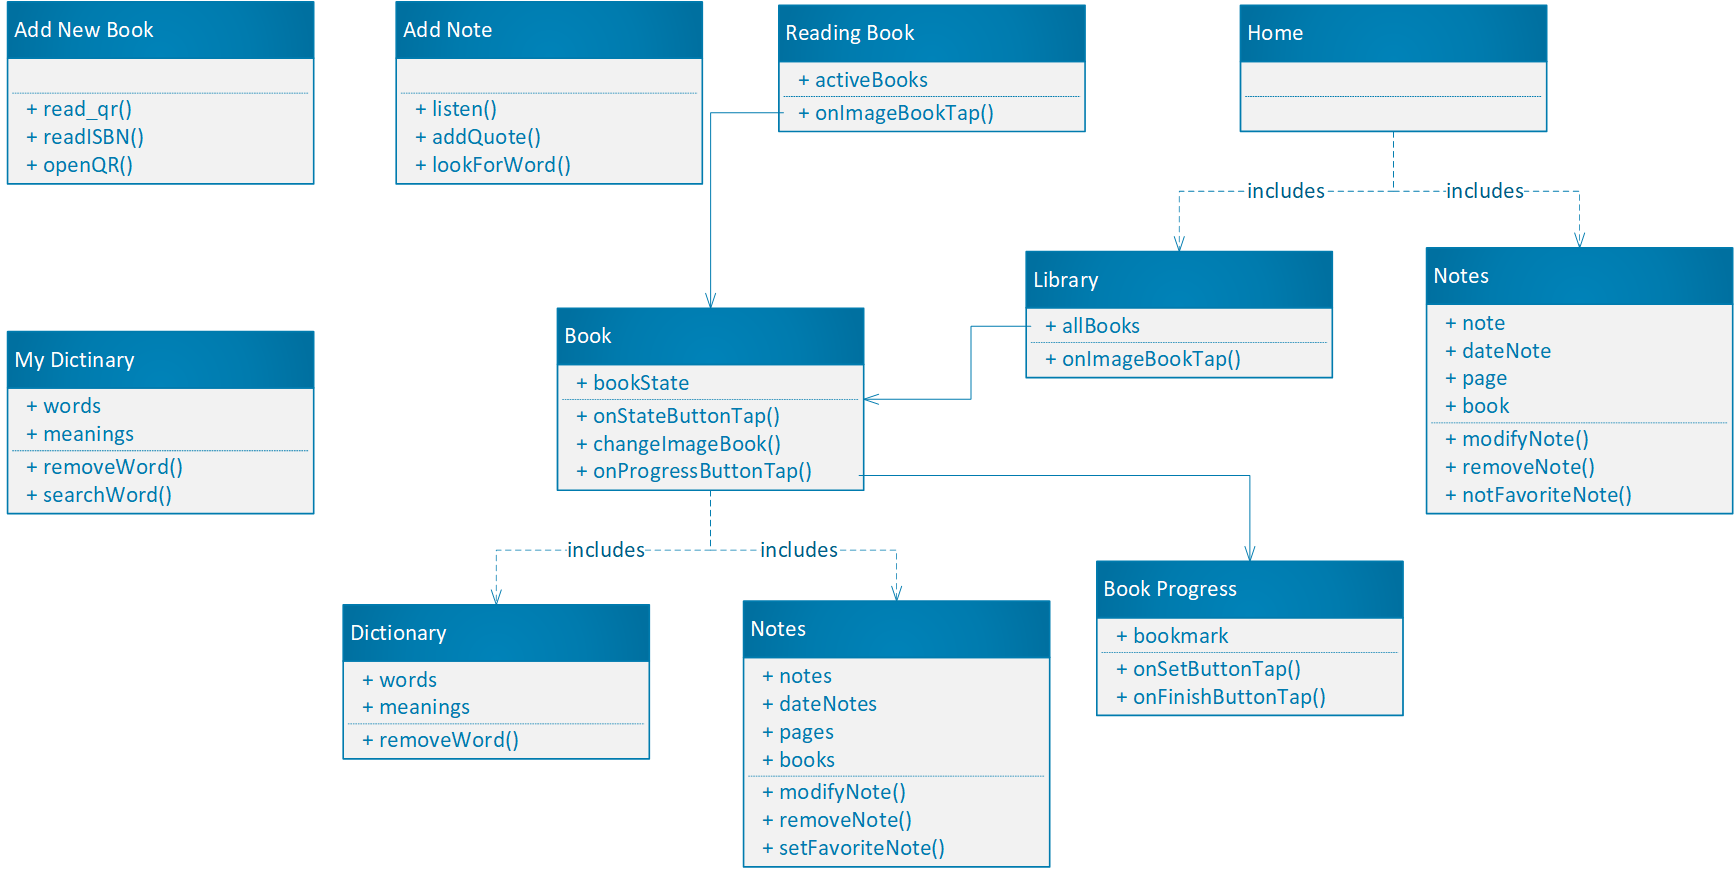 Add New Book
+ read_qr()
+ readISBN()
+ openQR()
Add Note
+ listen()
+ addQuote()
+ lookForWord()
Reading Book
+ activeBooks
+ onImageBookTap()
Home
includes
includes
Library
+ allBooks
+ onImageBookTap()
Notes
+ note
+ dateNote
+ page
+ book
+ modifyNote()
+ removeNote()
+ notFavoriteNote()
My Dictinary
+ words
+ meanings
+ removeWord()
+ searchWord()
Book
+ bookState
+ onStateButtonTap()
+ changeImageBook()
+ onProgressButtonTap()
includes
includes
Dictionary
+ words
+ meanings
+ removeWord()
Notes
+ notes
+ dateNotes
+ pages
+ books
+ modifyNote()
+ removeNote()
+ setFavoriteNote()
Book Progress
+ bookmark
+ onSetButtonTap()
+ onFinishButtonTap()